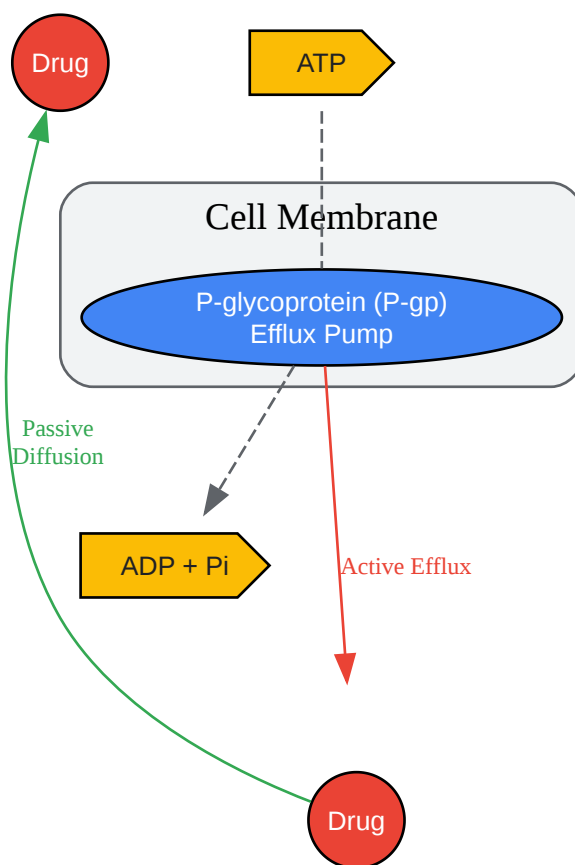 Drug
ATP
Cell Membrane
P-glycoprotein (P-gp)
Efflux Pump
Passive
Diffusion
ADP + Pi
Active Efflux
Drug